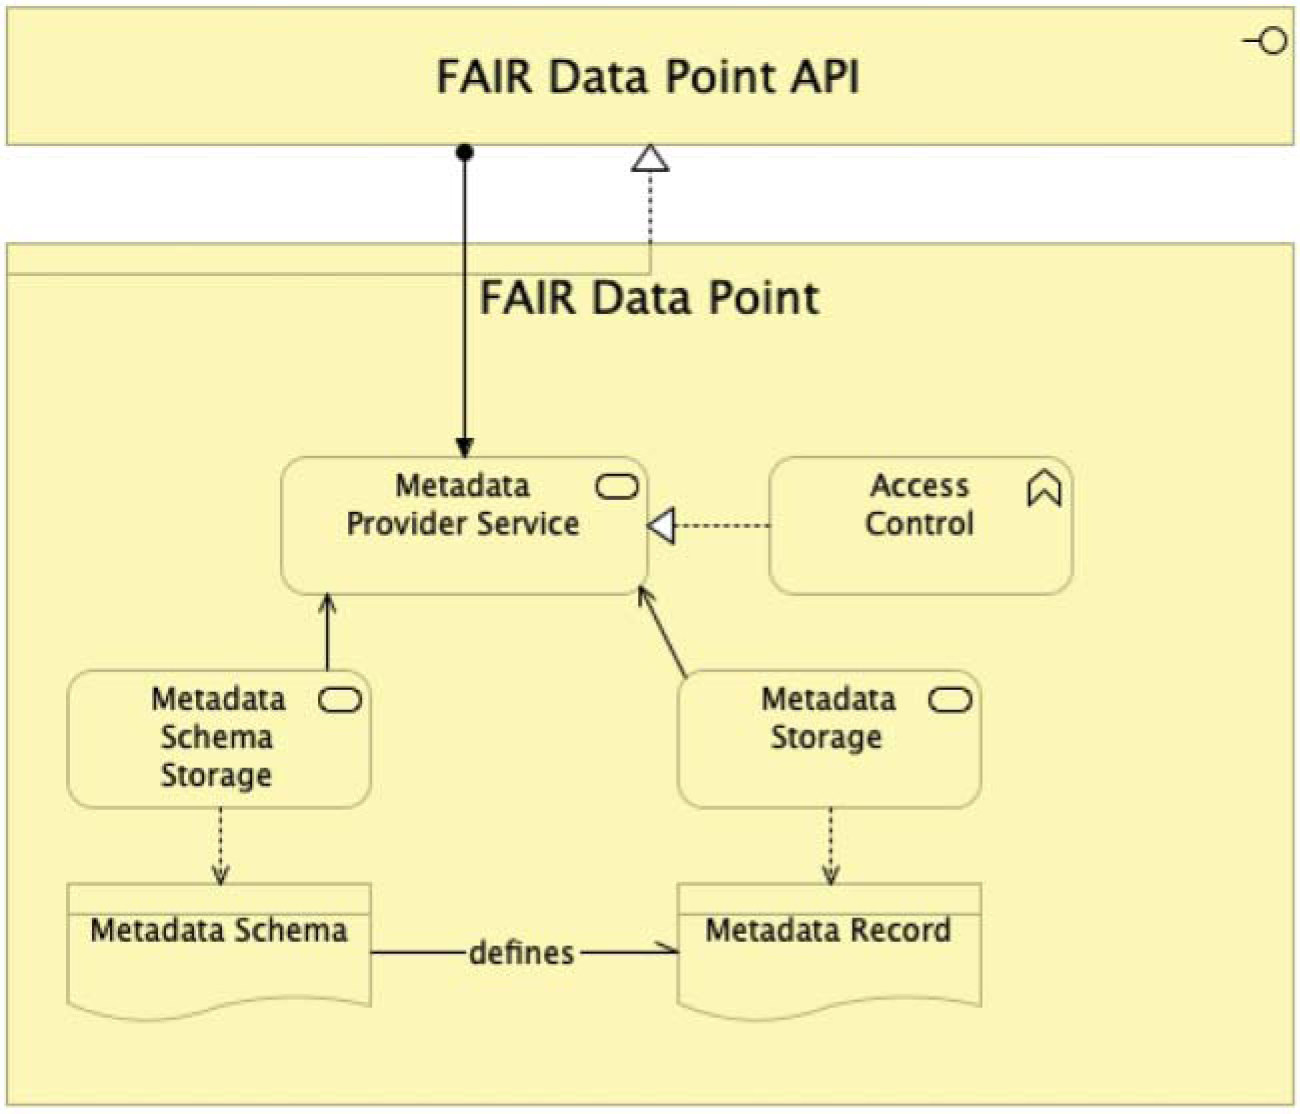 FAIR Data Point API
FAIR Data Point
Metadata
Provider Service
Access
Control
Metadata
Schema
Storage
Metadata
Storage
Metadata Schema
defines
Metadata Record